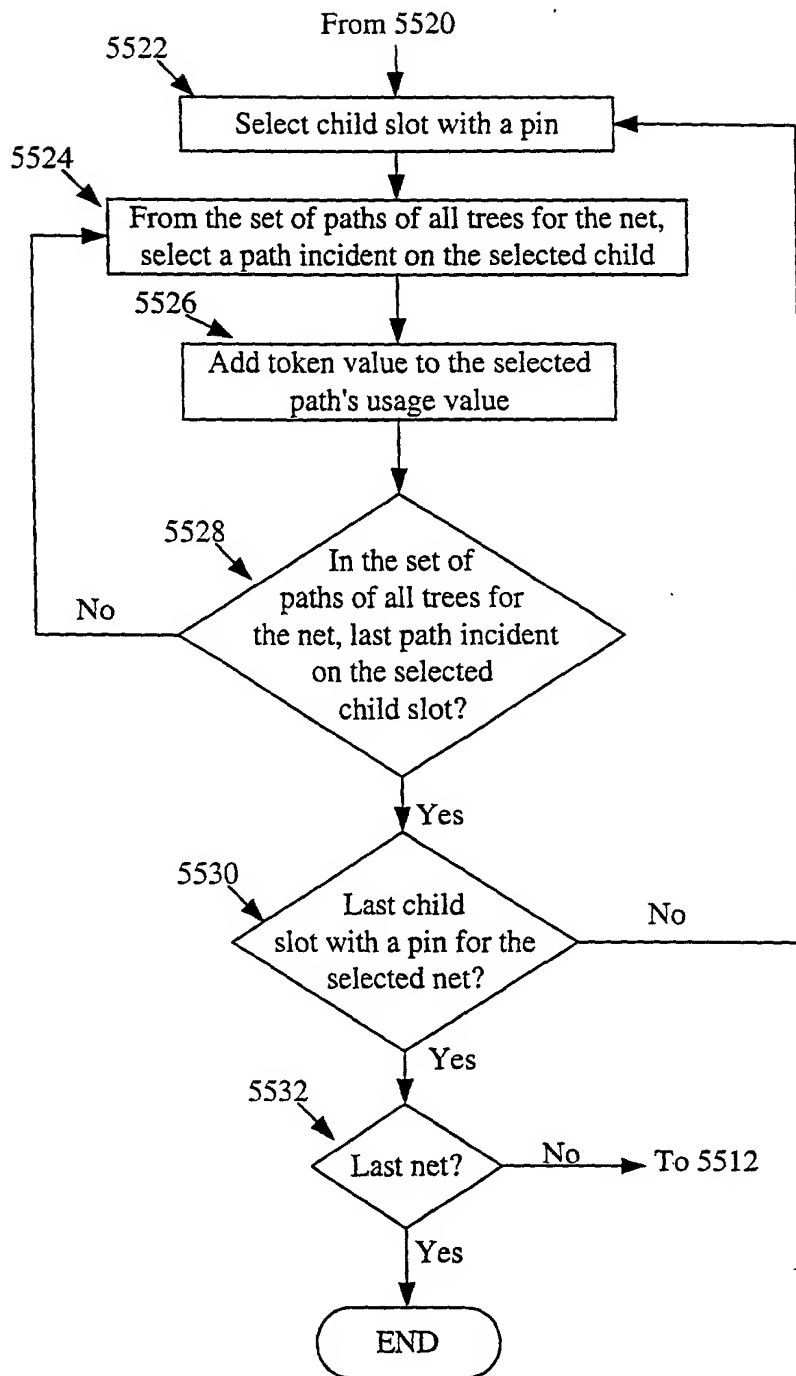 From 5520
5522
Select child slot with a pin
5524
From the set of paths of all trees for the net,
select a path incident on the selected child
5526
Add token value to the selected
path's usage value
5528
In the set of
paths of all trees for
the net, last path incident
on the selected
child slot?
No
Yes
5530
Last child
slot with a pin for the
selected net?
No
Yes
5532
Last net?
No
To 5512
Yes
END